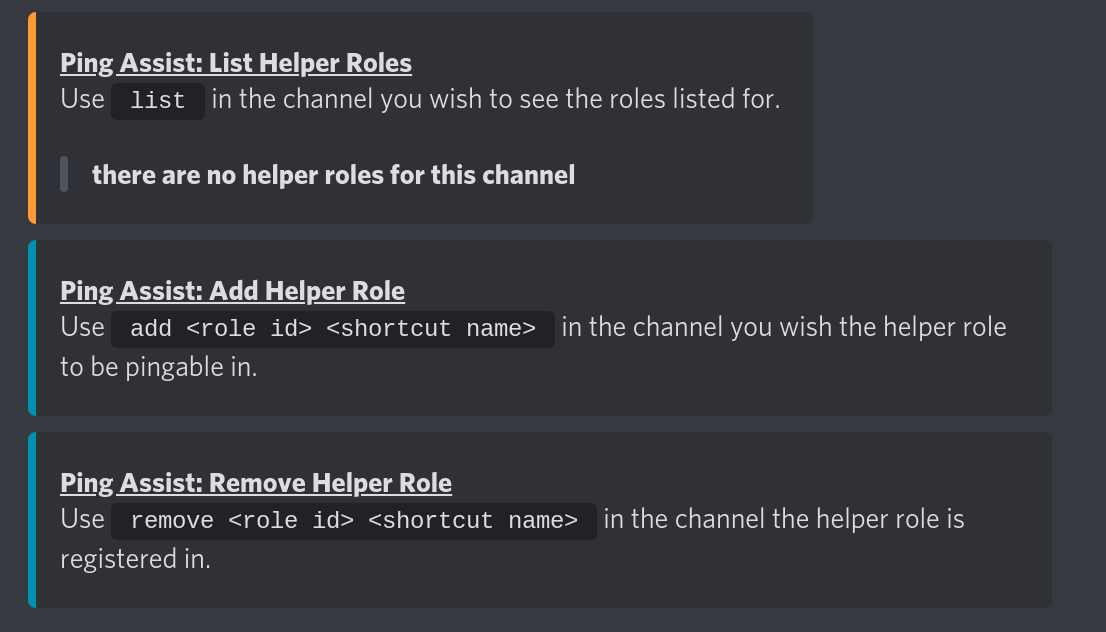 Ping Assist: List Helper Roles
Use list in the channel you wish to see the roles listed for.
there are no helper roles for this channel
Ping Assist: Add Helper Role
Use add <role id> <shortcut name> in the channel you wish the helper role
to be pingable in.
Ping Assist: Remove Helper Role
Use remove <role id> <shortcut name> in the channel the helper role is
registered in.